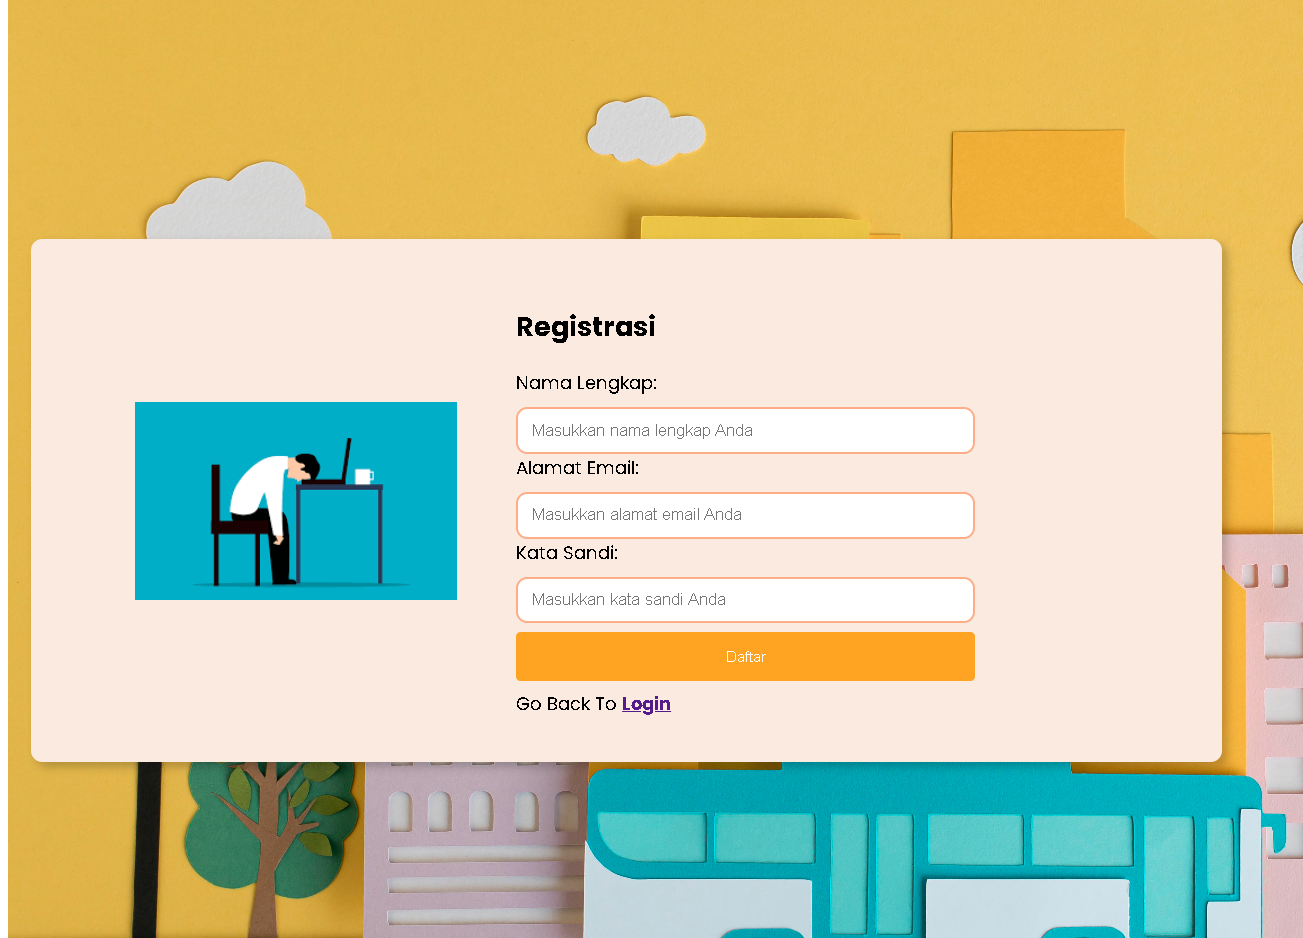 Registrasi
Nama Lengkap:
Masukkan nama lengkap Anda
Alamat Email:
Masukkan alamat email Anda
Kata Sandi:
Masukkan kata sandi Anda
Daftar
Go Back To Login